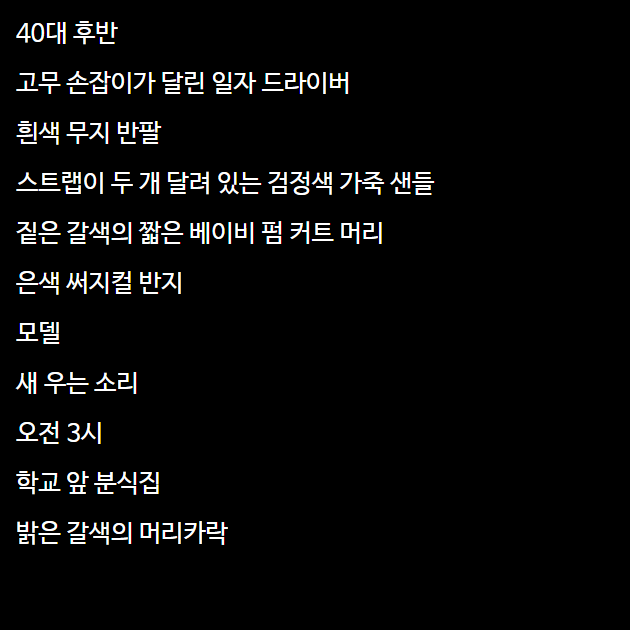 40대 후반
고무 손잡이가 달린 일자 드라이버
흰색 무지 반팔
스트랩이 두 개 달려 있는 검정색 가죽 샌들
짙은 갈색의 짧은 베이비 펌 커트 머리
은색 써지컬 반지
모델
새 우는 소리
오전 3시
학교 앞 분식집
밝은 갈색의 머리카락